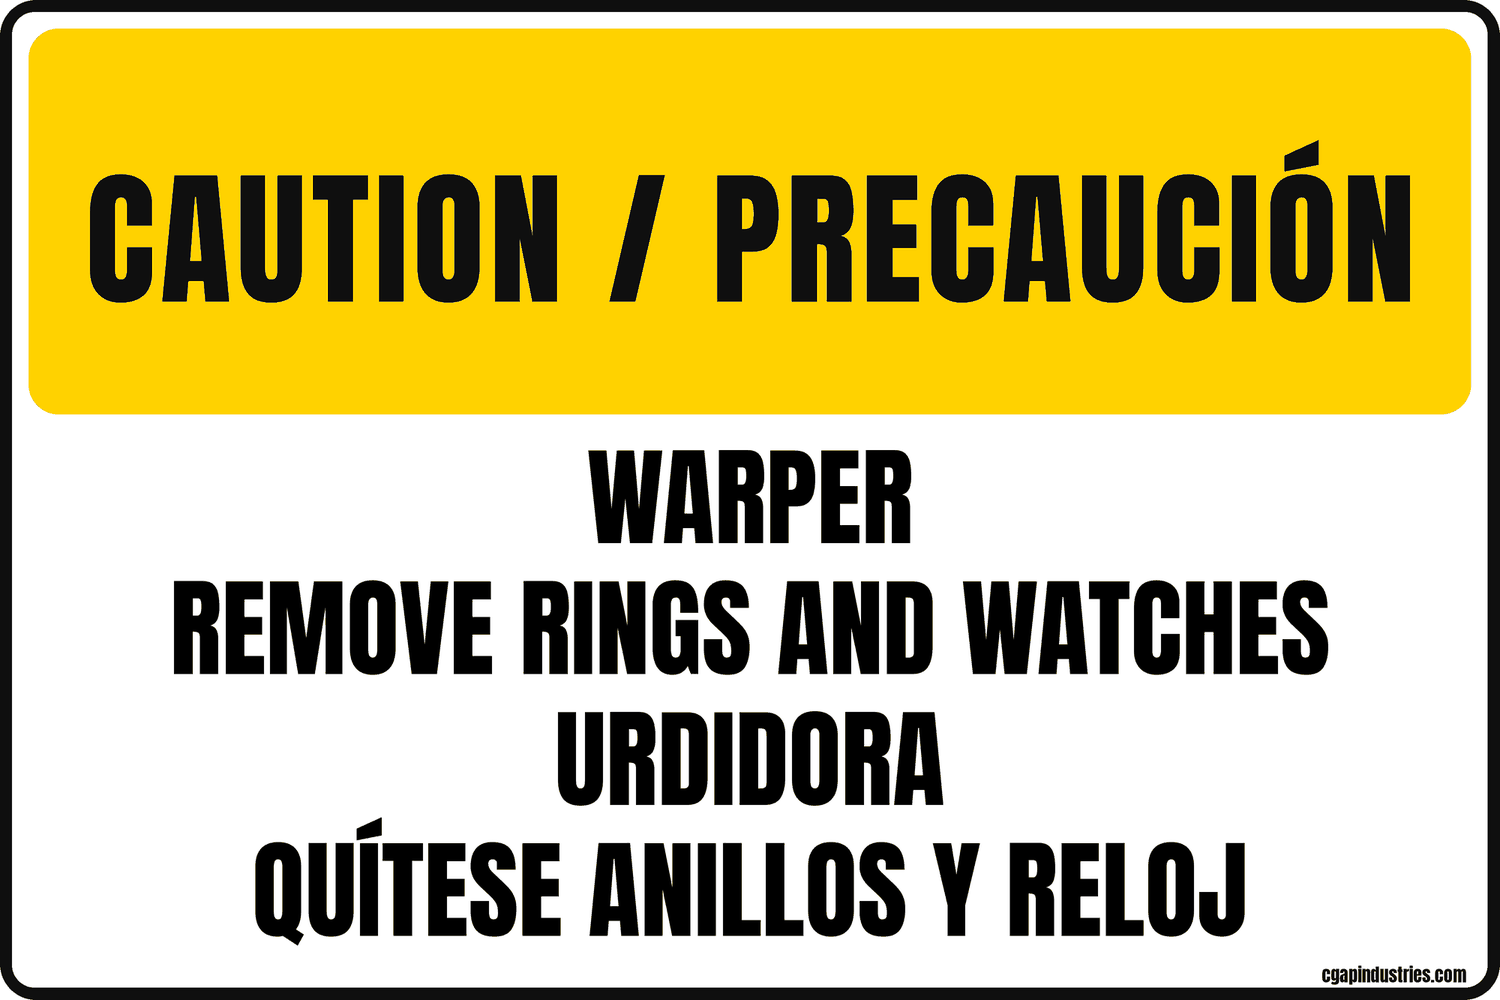 CAUTION / PRECAUCIÓN
WARPER
REMOVE RINGS AND WATCHES
URDIDORA
QUÍTESE ANILLOS Y RELOJ
cgapindustries.com